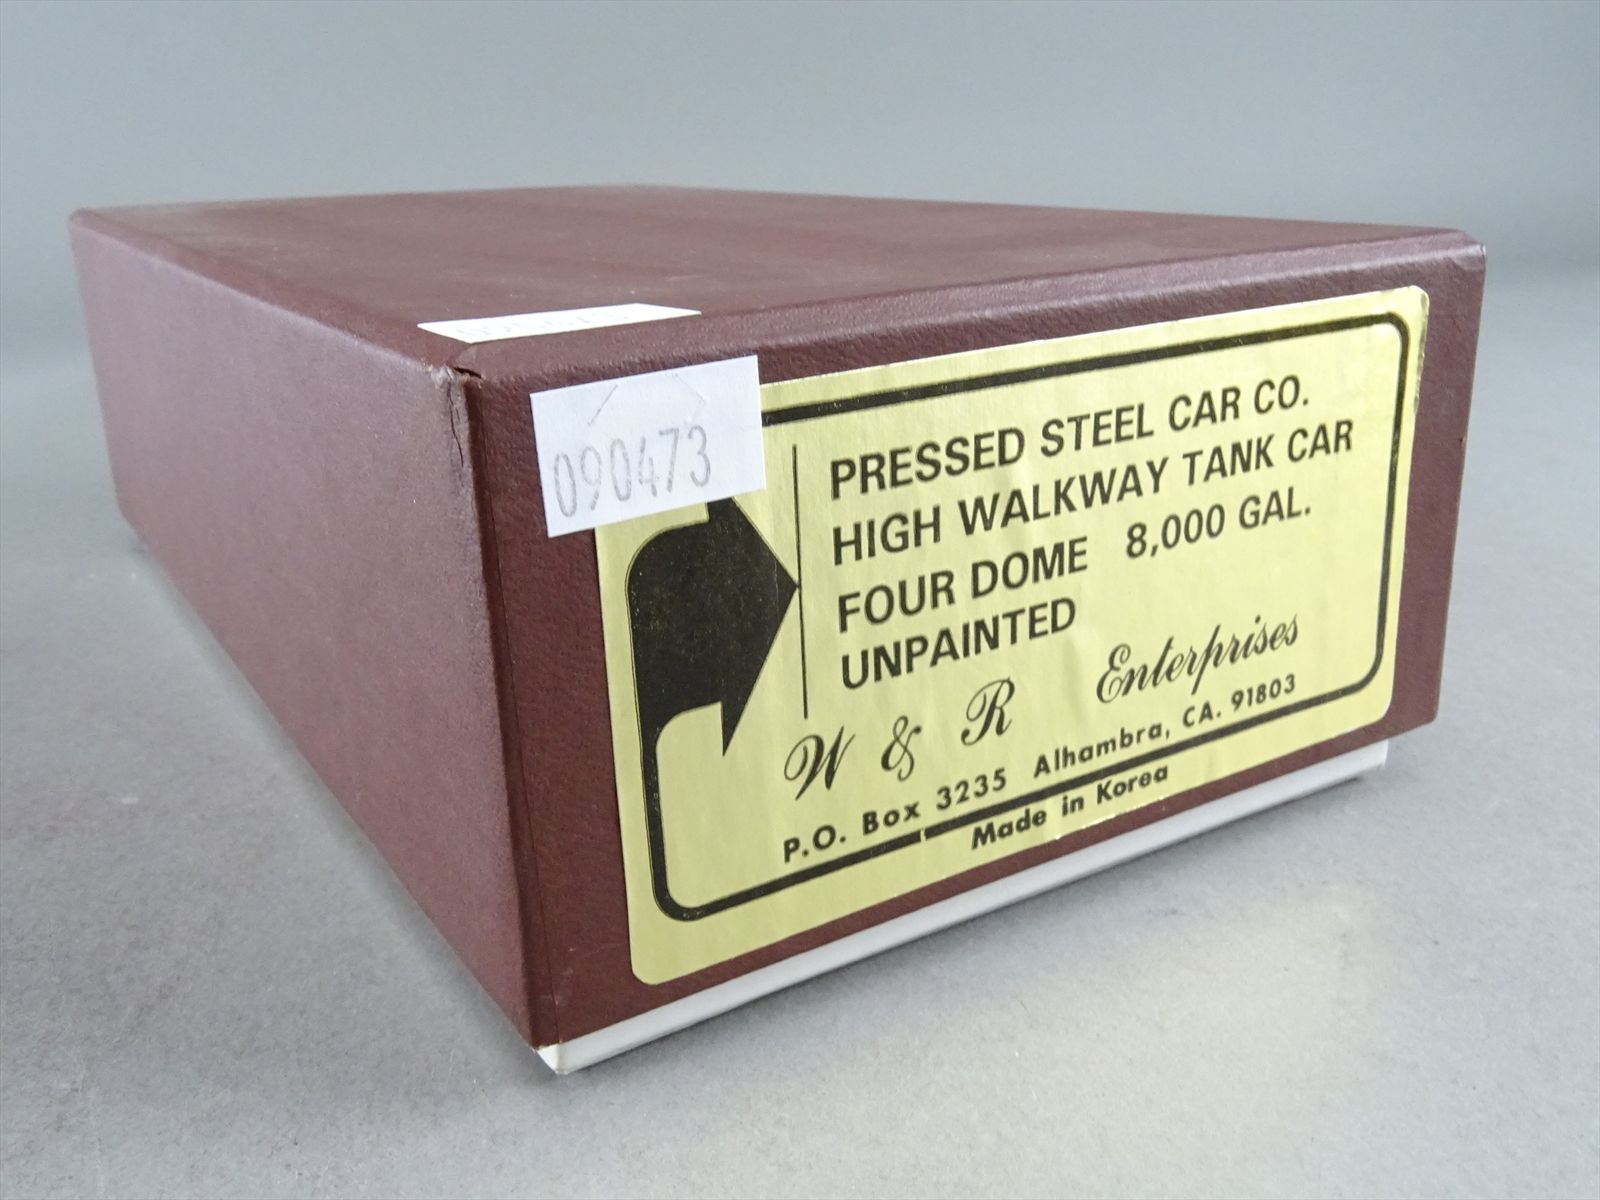 090473
PRESSED STEEL CAR CO.
HIGH WALKWAY TANK CAR
FOUR DOME 8,000 GAL.
UNPAINTED
W & R Enterprises
P.O. Box 3235 Alhambra, CA. 91803
Made in Korea